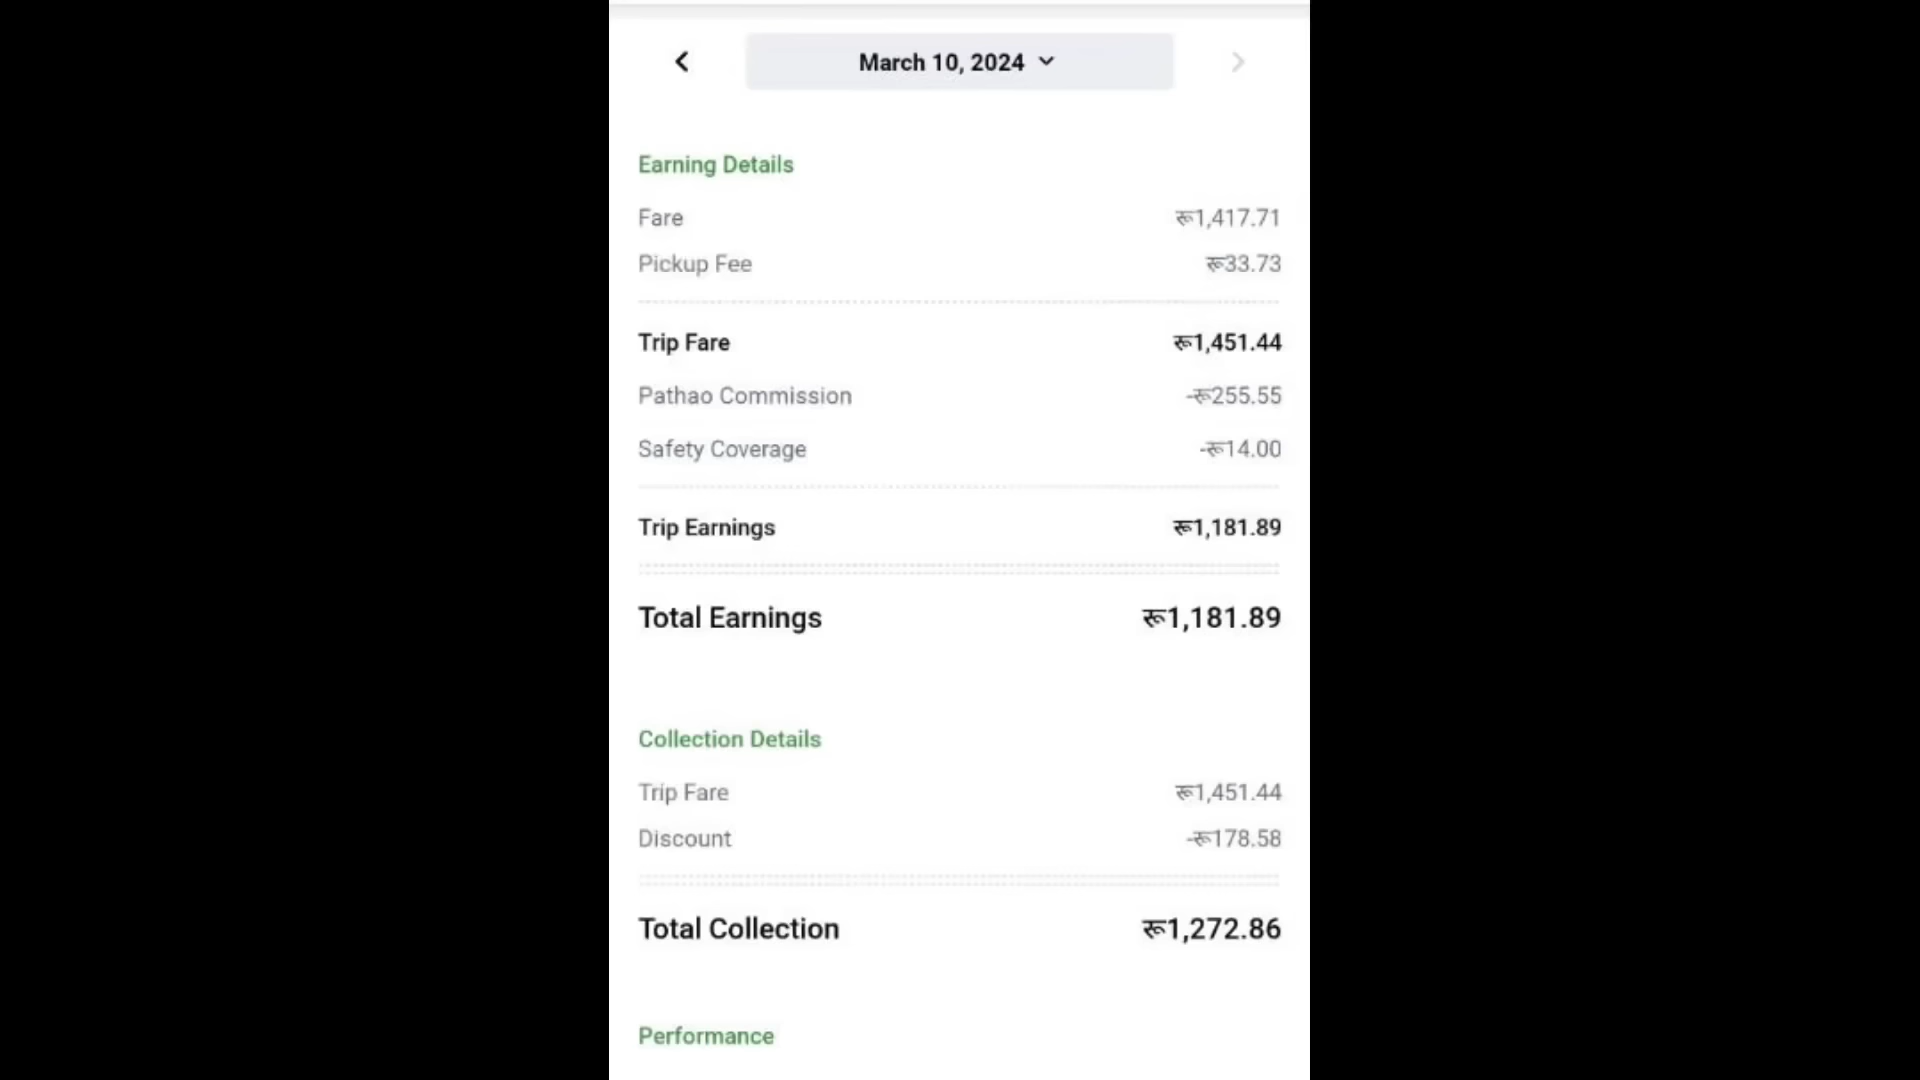 March 10, 2024
Earning Details
Fare रू1,417.71
Pickup Fee रू33.73
Trip Fare रू1,451.44
Pathao Commission -रू255.55
Safety Coverage -रू14.00
Trip Earnings रू1,181.89
Total Earnings रू1,181.89
Collection Details
Trip Fare रू1,451.44
Discount -रू178.58
Total Collection रू1,272.86
Performance